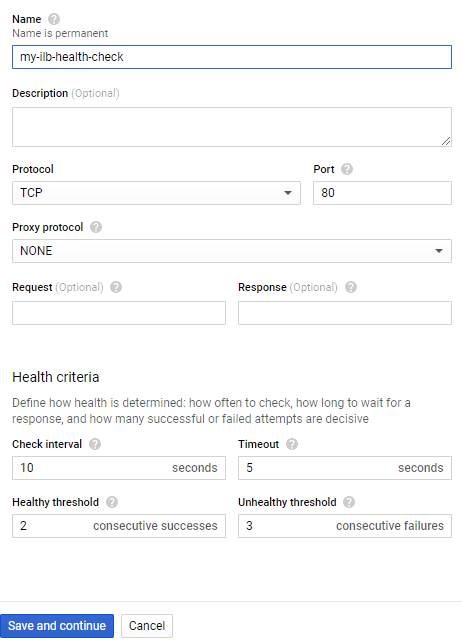 Name ?
Name is permanent
my-ilb-health-check
Description (Optional)
Protocol Port ?
TCP 80
Proxy protocol ?
NONE
Request (Optional) ? Response (Optional) ?
Health criteria
Define how health is determined: how often to check, how long to wait for a
response, and how many successful or failed attempts are decisive
Check interval ? Timeout ?
10 seconds 5 seconds
Healthy threshold ? Unhealthy threshold ?
2 consecutive successes 3 consecutive failures
Save and continue Cancel